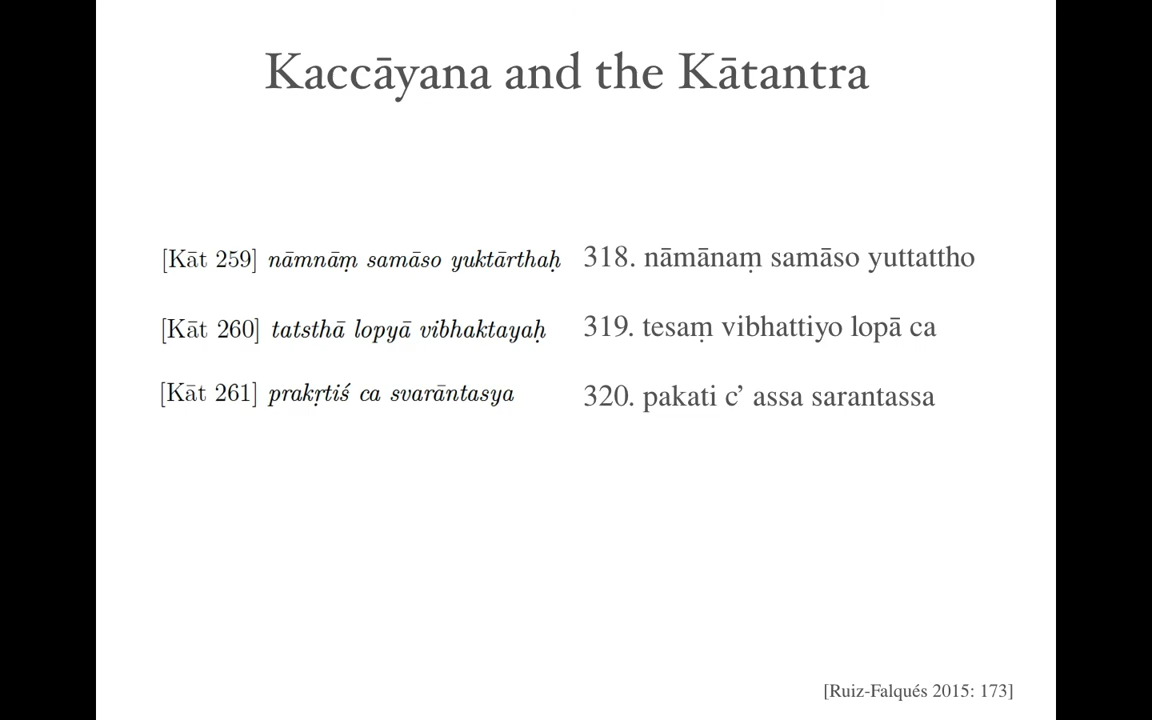 Kaccāyana and the Kātantra
[Kāt 259] nāmnāṃ samāso yuktārthaḥ 318. nāmānaṃ samāso yuttattho
[Kāt 260] tatsthā lopyā vibhaktayaḥ 319. tesaṃ vibhattiyo lopā ca
[Kāt 261] prakṛtiś ca svarāntasya 320. pakati c’ assa sarantassa
[Ruiz-Falqués 2015: 173]